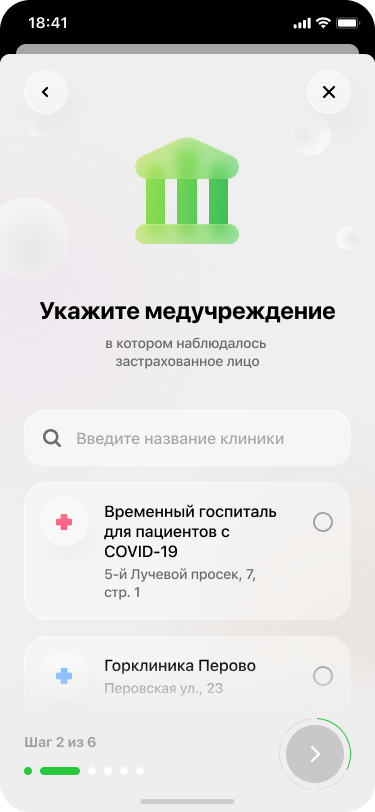 18:41
Укажите медучреждение
в котором наблюдалось
застрахованное лицо
Введите название клиники
Временный госпиталь
для пациентов с
COVID-19
5-й Лучевой просек, 7,
стр. 1
Горклиника Перово
Перовская ул., 23
Шаг 2 из 6